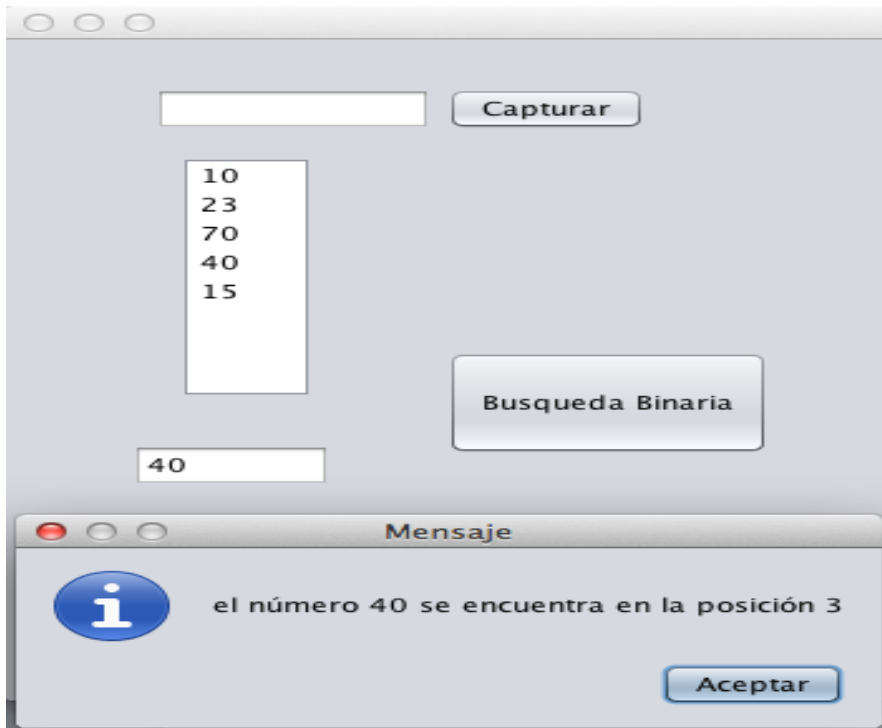 Capturar
10
23
70
40
15
Busqueda Binaria
40
Mensaje
el número 40 se encuentra en la posición 3
Aceptar